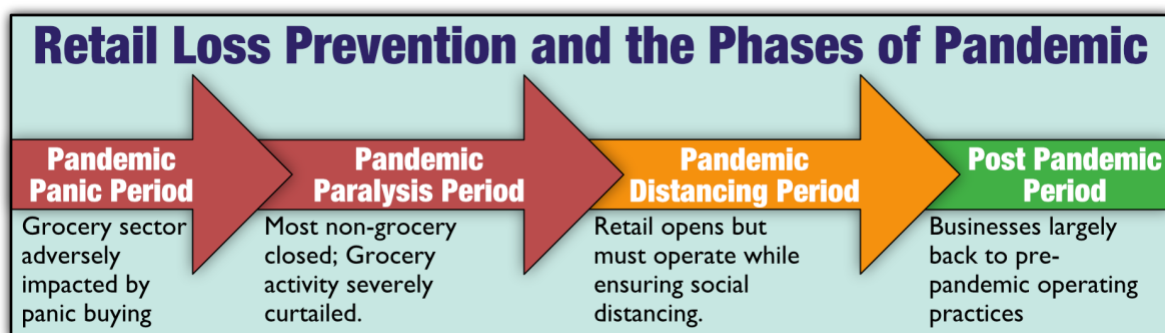 Retail Loss Prevention and the Phases of Pandemic
Pandemic
Panic Period
Grocery sector
adversely
impacted by
panic buying
Pandemic
Paralysis Period
Most non-grocery
closed; Grocery
activity severely
curtailed.
Pandemic
Distancing Period
Retail opens but
must operate while
ensuring social
distancing.
Post Pandemic
Period
Businesses largely
back to pre-
pandemic operating
practices